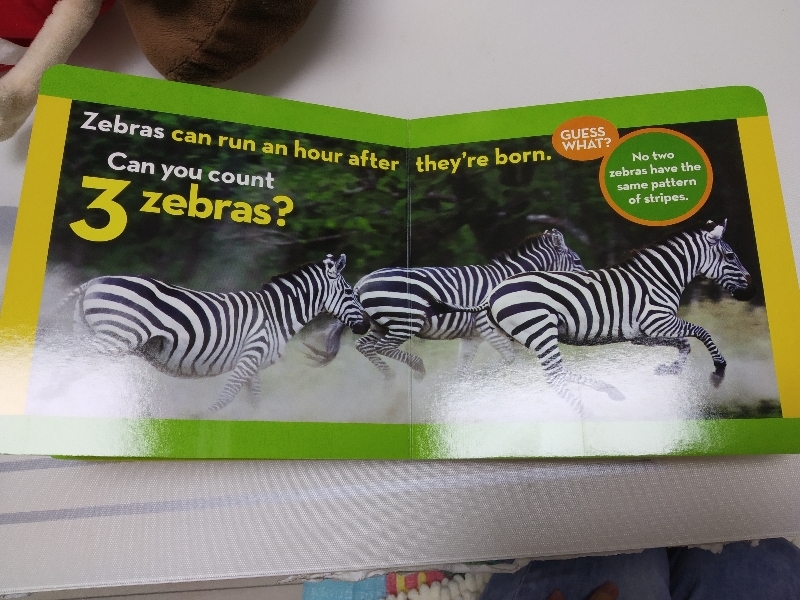 Zebras can run an hour after they're born.
Can you count
3 zebras?
GUESS
WHAT?
No two
zebras have the
same pattern
of stripes.